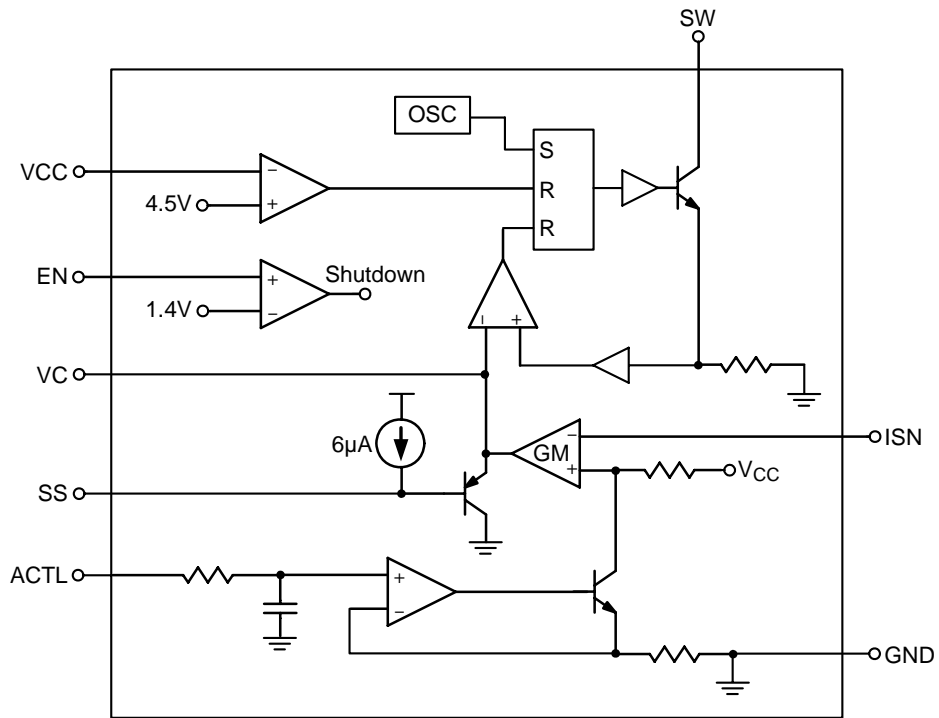 SW
OSC
S
R
R
VCC
−
4.5V
+
EN
+
Shutdown
1.4V
−
−
+
VC
6µA
−
ISN
GM
+
VCC
SS
ACTL
+
−
GND